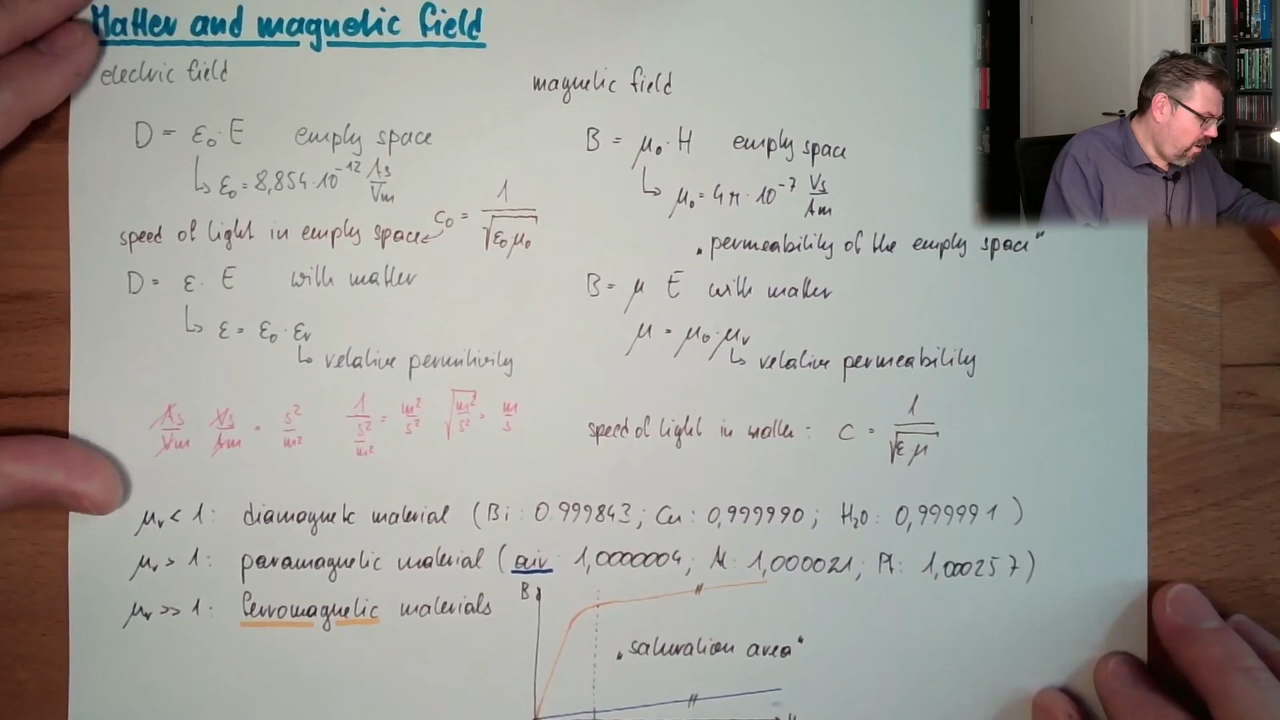 Matter and magnetic field
electric field
magnetic field
D = ε₀ · E empty space
B = μ₀ · H empty space
↳ ε₀ = 8,854 · 10⁻¹² As/Vm
↳ μ₀ = 4π · 10⁻⁷ Vs/Am
speed of light in empty space c₀ = 1/√(ε₀ μ₀)
„permeability of the empty space“
D = ε · E with matter
B = μ E with matter
↳ ε = ε₀ · εr
μ = μ₀ · μr
↳ relative permitivity
↳ relative permeability
As/Vm Vs/Am = s²/m² 1/(s²/m²) = m²/s² √(m²/s²) = m/s
speed of light in matter: c = 1/√(ε μ)
μr < 1: diamagnetic material (Bi: 0.999843; Cu: 0,999990; H₂O: 0,999991)
μr > 1: paramagnetic material (air: 1,0000004; Al: 1,000021; Pt: 1,000257)
μr >> 1: ferromagnetic materials
B
„saturation area“